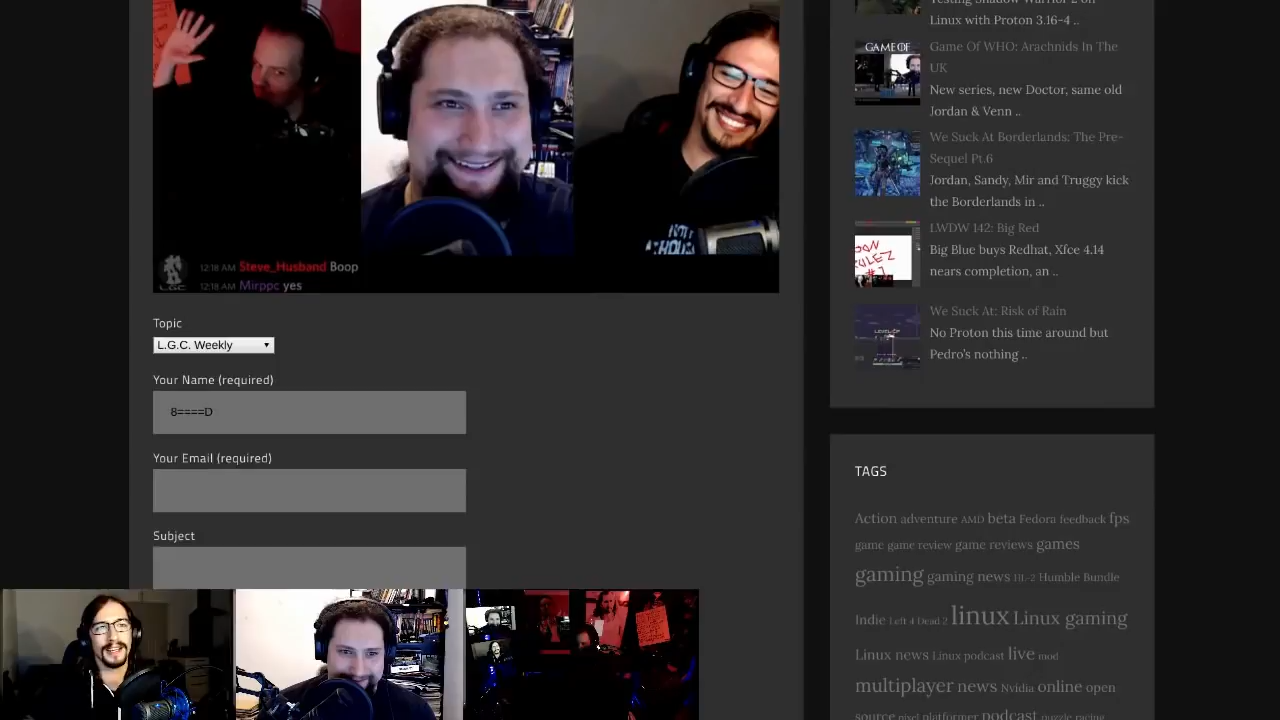 Testing Shadow Warrior 2 on
Linux with Proton 3.16-4 ..
GAME OF
Game Of WHO: Arachnids In The
UK
New series, new Doctor, same old
Jordan & Venn ..
We Suck At Borderlands: The Pre-
Sequel Pt.6
Jordan, Sandy, Mir and Truggy kick
the Borderlands in ..
LWDW 142: Big Red
Big Blue buys Redhat, Xfce 4.14
nears completion, an ..
We Suck At: Risk of Rain
No Proton this time around but
Pedro's nothing ..
L.G.C.
12:18 AM Steve_Husband Boop
12:18 AM Mirppc yes
Topic
L.G.C. Weekly
Your Name (required)
8====D
Your Email (required)
Subject
TAGS
Action adventure AMD beta Fedora feedback fps
game game review game reviews games
gaming gaming news HL-2 Humble Bundle
Indie Left 4 Dead 2 linux Linux gaming
Linux news Linux podcast live mod
multiplayer news Nvidia online open
source pixel platformer podcast puzzle racing